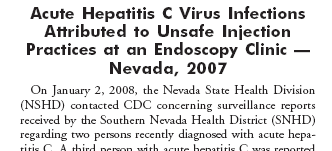 Acute Hepatitis C Virus Infections
Attributed to Unsafe Injection
Practices at an Endoscopy Clinic —
Nevada, 2007
On January 2, 2008, the Nevada State Health Division
(NSHD) contacted CDC concerning surveillance reports
received by the Southern Nevada Health District (SNHD)
regarding two persons recently diagnosed with acute hepa-
titis C. A third person with acute hepatitis C was reported